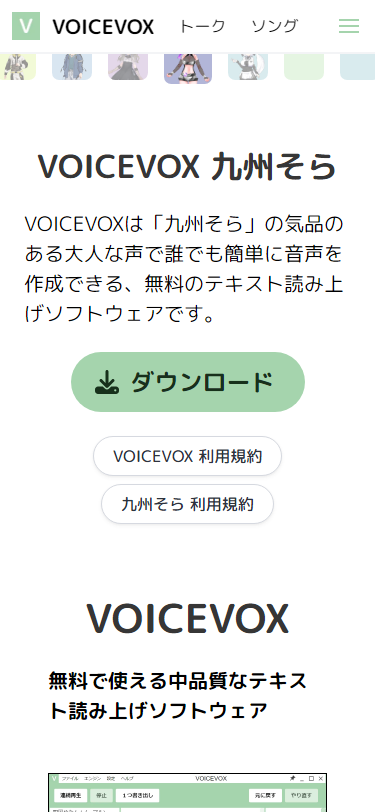 V VOICEVOX トーク ソング
VOICEVOX 九州そら
VOICEVOXは「九州そら」の気品の
ある大人な声で誰でも簡単に音声を
作成できる、無料のテキスト読み上
げソフトウェアです。
ダウンロード
VOICEVOX 利用規約
九州そら 利用規約
VOICEVOX
無料で使える中品質なテキス
ト読み上げソフトウェア
ファイル エンジン 設定 ヘルプ VOICEVOX
連続再生 停止 1つ書き出し 元に戻す やり直す